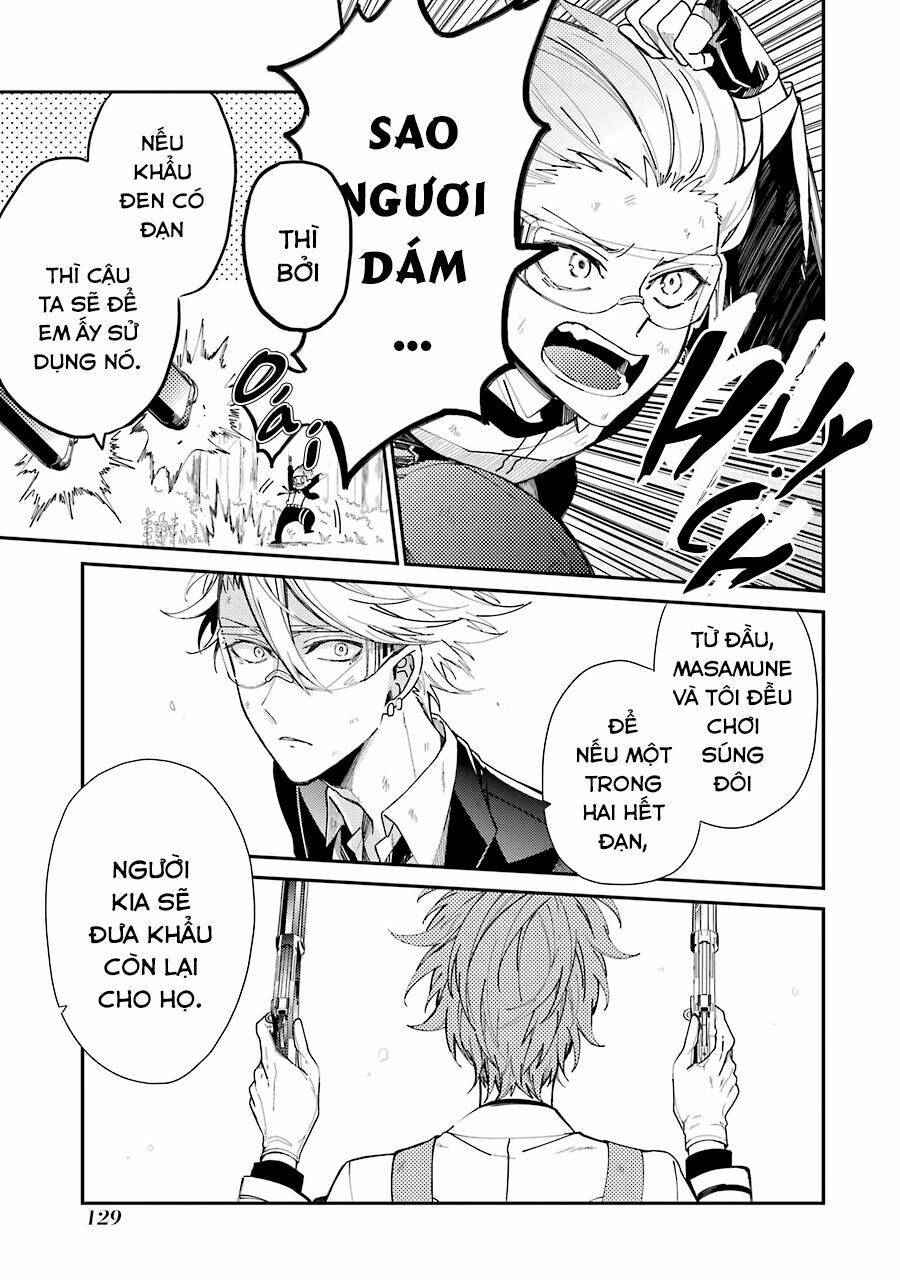 SAO
NGƯƠI
DÁM
...
HỤY
CH
THÌ
BỞI
NẾU
KHẨU
ĐEN CÓ
ĐẠN
THÌ CẬU
TA SẼ ĐỂ
EM ẤY SỬ
DỤNG NÓ.
Oái
TỪ ĐẦU,
MASAMUNE
VÀ TÔI ĐỀU
CHƠI
SÚNG
ĐÔI
ĐỂ
NẾU MỘT
TRONG
HAI HẾT
ĐẠN,
NGƯỜI
KIA SẼ
ĐƯA KHẨU
CÒN LẠI
CHO HỌ.
129